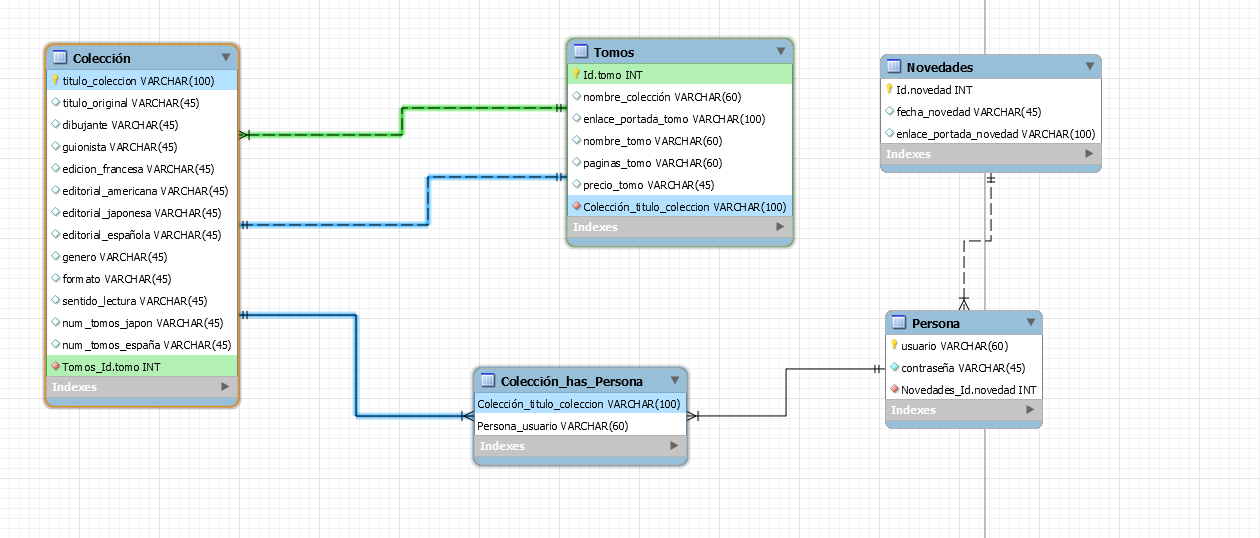 Colección
titulo_coleccion VARCHAR(100)
titulo_original VARCHAR(45)
dibujante VARCHAR(45)
guionista VARCHAR(45)
edicion_francesa VARCHAR(45)
editorial_americana VARCHAR(45)
editorial_japonesa VARCHAR(45)
editorial_española VARCHAR(45)
genero VARCHAR(45)
formato VARCHAR(45)
sentido_lectura VARCHAR(45)
num_tomos_japon VARCHAR(45)
num_tomos_españa VARCHAR(45)
Tomos_Id.tomo INT
Indexes
Tomos
Id.tomo INT
nombre_colección VARCHAR(60)
enlace_portada_tomo VARCHAR(100)
nombre_tomo VARCHAR(60)
paginas_tomo VARCHAR(60)
precio_tomo VARCHAR(45)
Colección_titulo_coleccion VARCHAR(100)
Indexes
Novedades
Id.novedad INT
fecha_novedad VARCHAR(45)
enlace_portada_novedad VARCHAR(100)
Indexes
Colección_has_Persona
Colección_titulo_coleccion VARCHAR(100)
Persona_usuario VARCHAR(60)
Indexes
Persona
usuario VARCHAR(60)
contraseña VARCHAR(45)
Novedades_Id.novedad INT
Indexes